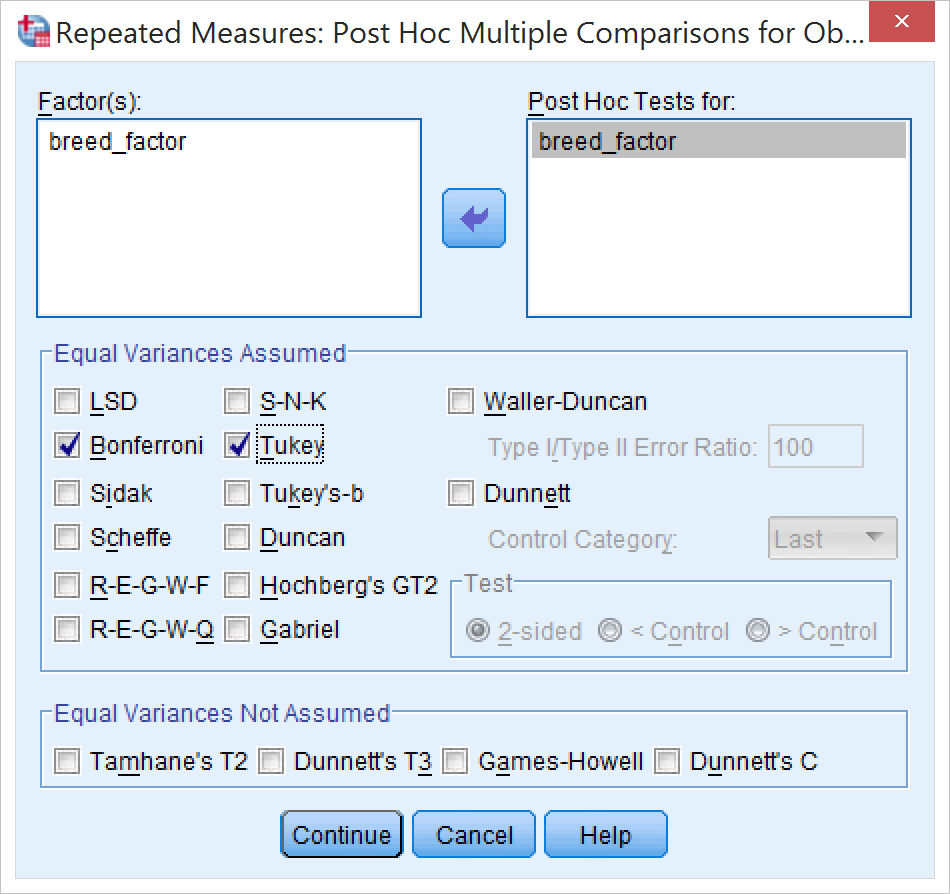 Repeated Measures: Post Hoc Multiple Comparisons for Ob...
Factor(s):
breed_factor
Post Hoc Tests for:
breed_factor
Equal Variances Assumed
LSD S-N-K Waller-Duncan
Bonferroni Tukey Type I/Type II Error Ratio: 100
Sidak Tukey's-b Dunnett
Scheffe Duncan Control Category: Last
R-E-G-W-F Hochberg's GT2 Test
R-E-G-W-Q Gabriel 2-sided < Control > Control
Equal Variances Not Assumed
Tamhane's T2 Dunnett's T3 Games-Howell Dunnett's C
Continue Cancel Help